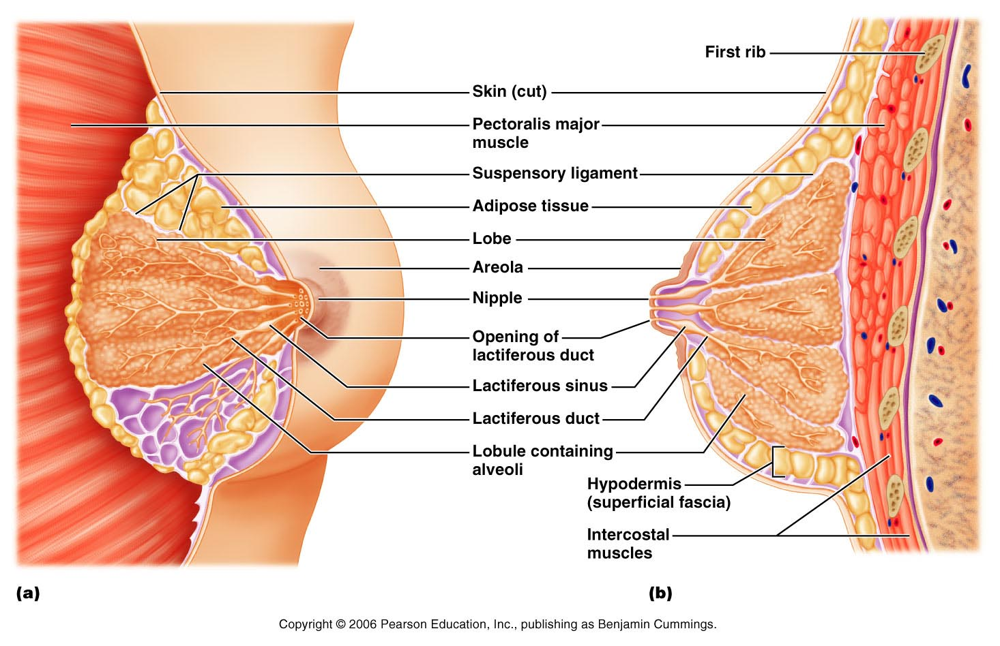 First rib
Skin (cut)
Pectoralis major
muscle
Suspensory ligament
Adipose tissue
Lobe
Areola
Nipple
Opening of
lactiferous duct
Lactiferous sinus
Lactiferous duct
Lobule containing
alveoli
Hypodermis
(superficial fascia)
Intercostal
muscles
(a)
(b)
Copyright © 2006 Pearson Education, Inc., publishing as Benjamin Cummings.